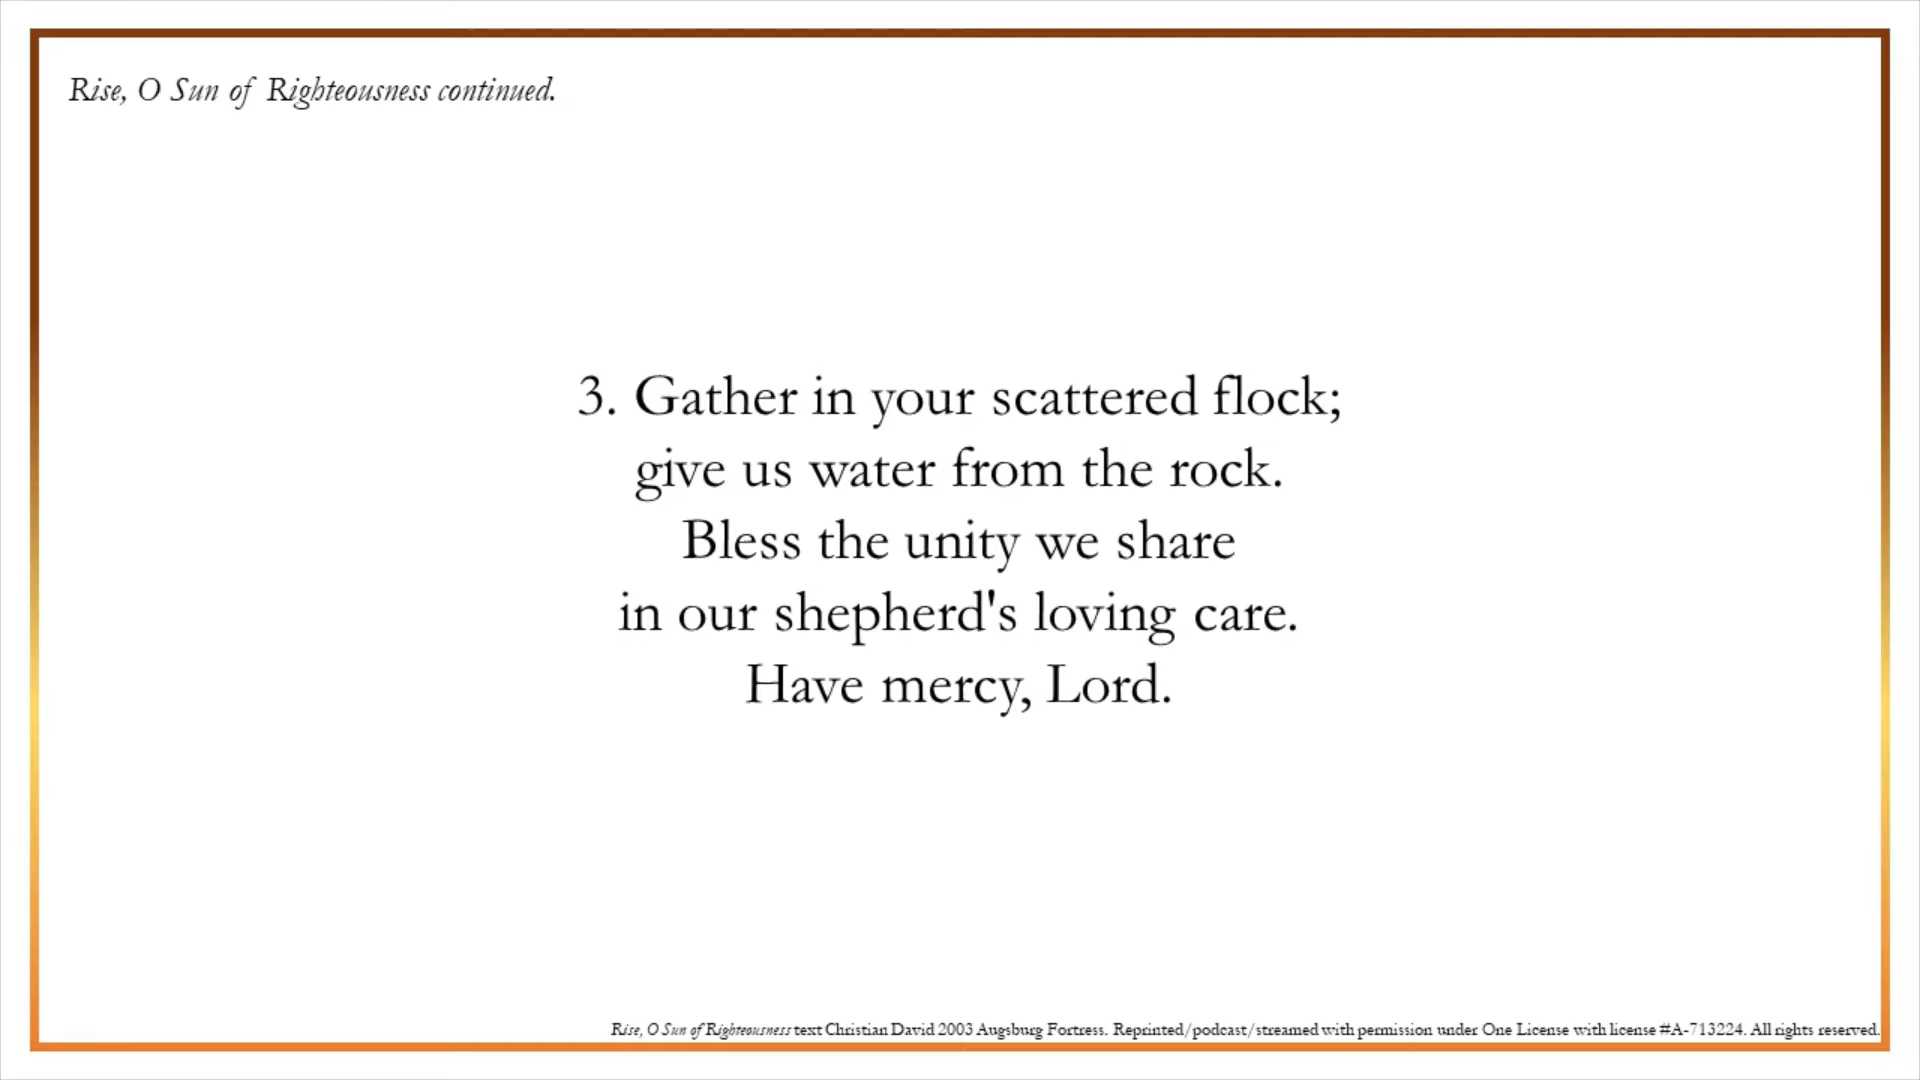 Rise, O Sun of Righteousness continued.
3. Gather in your scattered flock;
give us water from the rock.
Bless the unity we share
in our shepherd's loving care.
Have mercy, Lord.
Rise, O Sun of Righteousness text Christian David 2003 Augsburg Fortress. Reprinted/podcast/streamed with permission under One License with license #A-713224. All rights reserved.